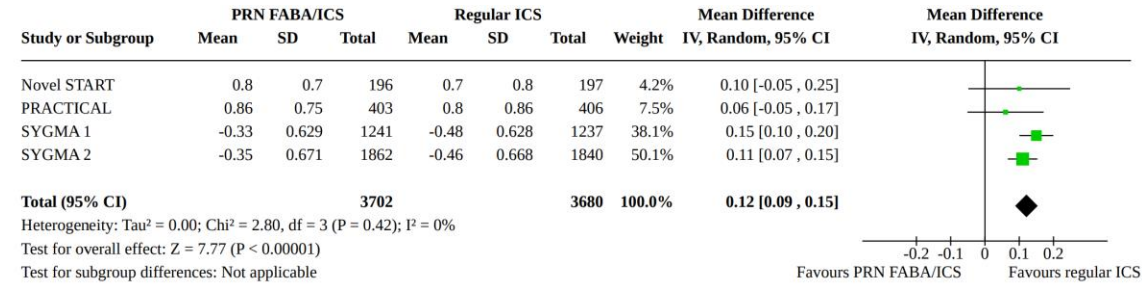 PRN FABA/ICS Regular ICS Mean Difference Mean Difference
Study or Subgroup Mean SD Total Mean SD Total Weight IV, Random, 95% CI IV, Random, 95% CI
Novel START 0.8 0.7 196 0.7 0.8 197 4.2% 0.10 [-0.05 , 0.25]
PRACTICAL 0.86 0.75 403 0.8 0.86 406 7.5% 0.06 [-0.05 , 0.17]
SYGMA 1 -0.33 0.629 1241 -0.48 0.628 1237 38.1% 0.15 [0.10 , 0.20]
SYGMA 2 -0.35 0.671 1862 -0.46 0.668 1840 50.1% 0.11 [0.07 , 0.15]
Total (95% CI) 3702 3680 100.0% 0.12 [0.09 , 0.15]
Heterogeneity: Tau² = 0.00; Chi² = 2.80, df = 3 (P = 0.42); I² = 0%
Test for overall effect: Z = 7.77 (P < 0.00001)
-0.2 -0.1 0 0.1 0.2
Test for subgroup differences: Not applicable Favours PRN FABA/ICS Favours regular ICS